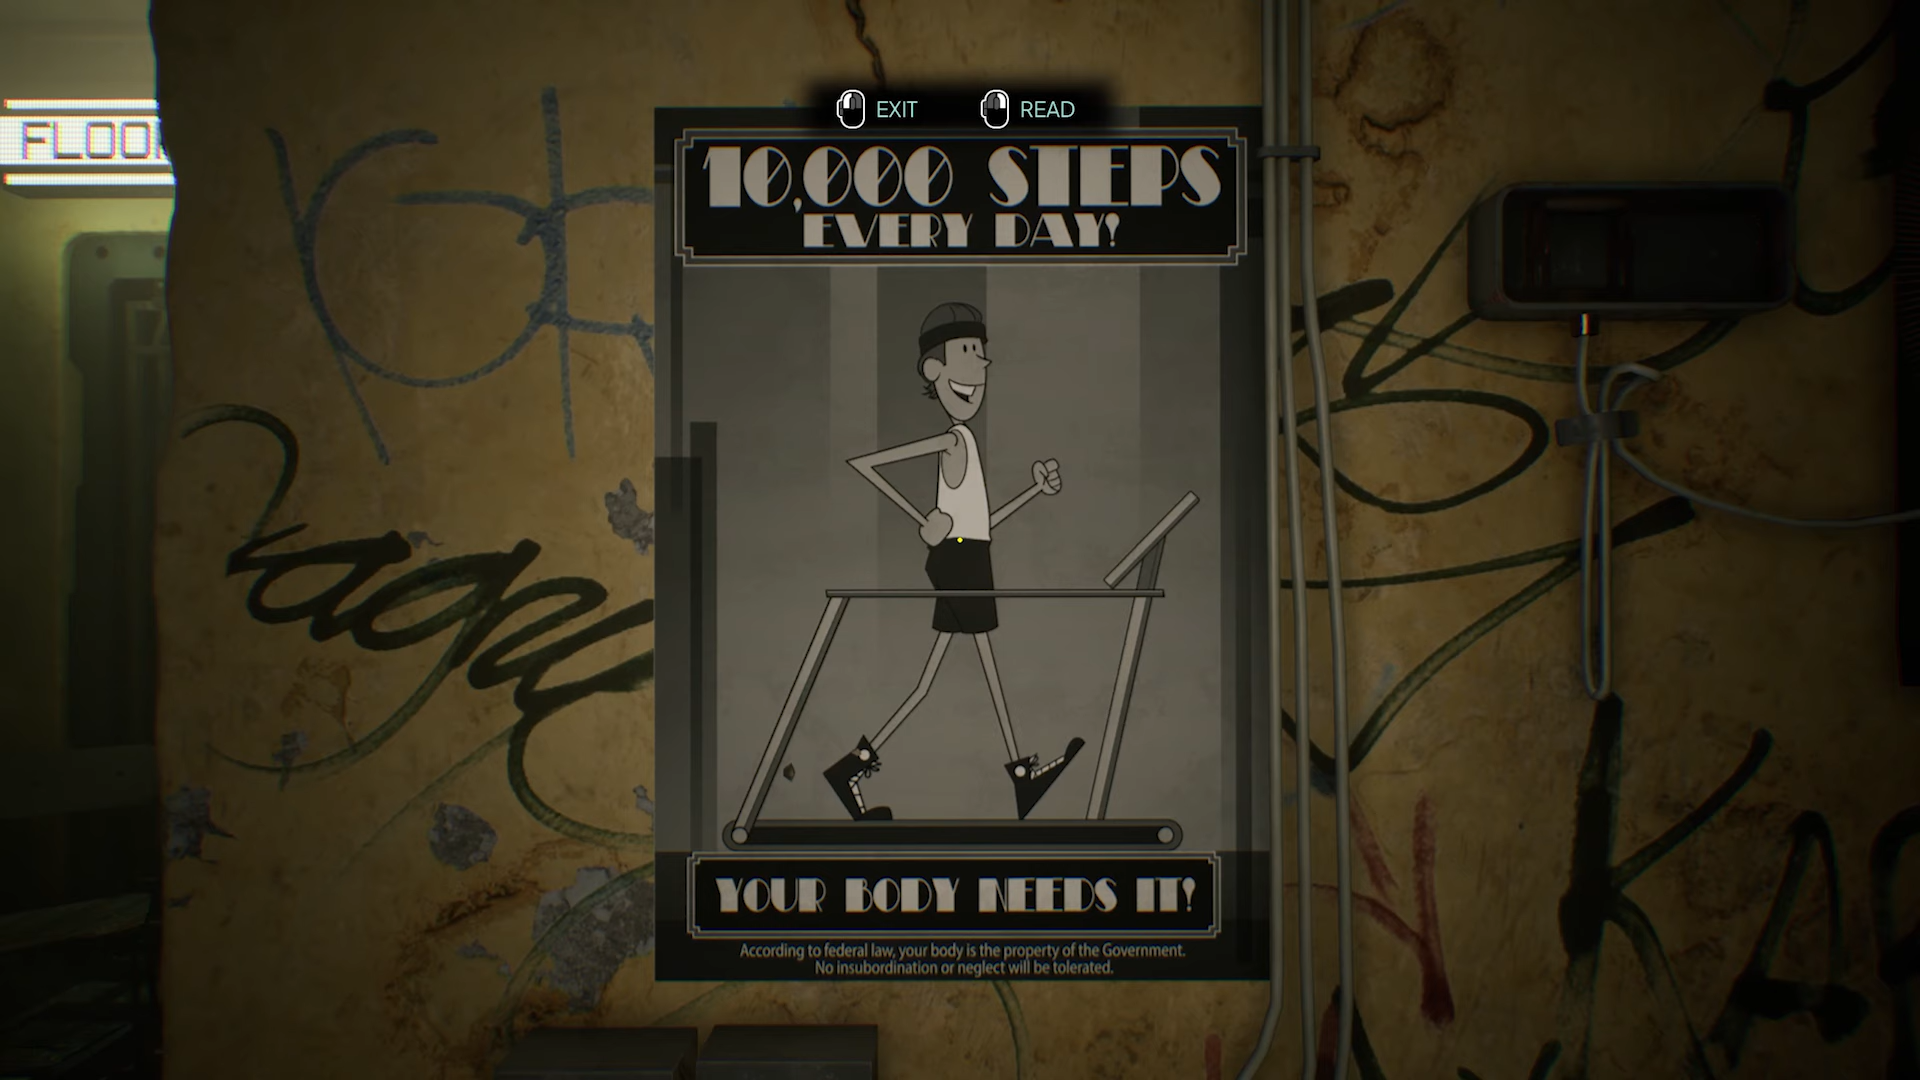 EXIT READ
FLOOR
10,000 STEPS
EVERY DAY!
YOUR BODY NEEDS IT!
According to federal law, your body is the property of the Government.
No insubordination or neglect will be tolerated.